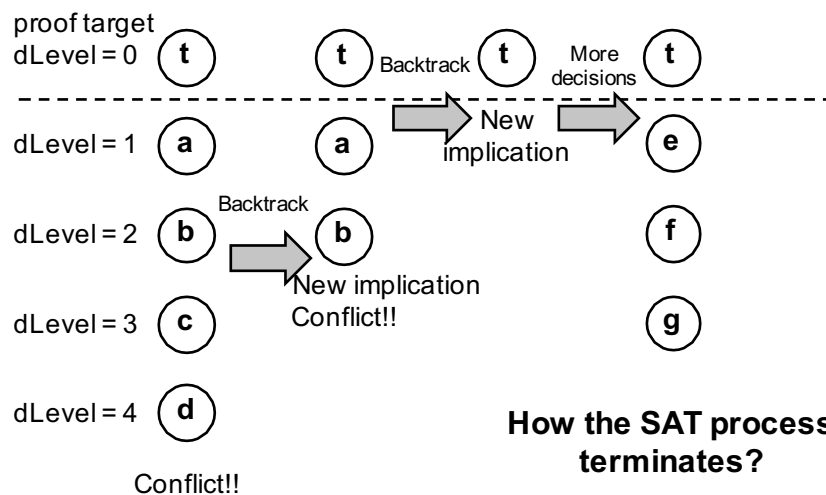 proof target
dLevel = 0 t t Backtrack t More decisions t
dLevel = 1 a a New implication e
dLevel = 2 b Backtrack b f
New implication
Conflict!!
dLevel = 3 c g
dLevel = 4 d
How the SAT process
terminates?
Conflict!!